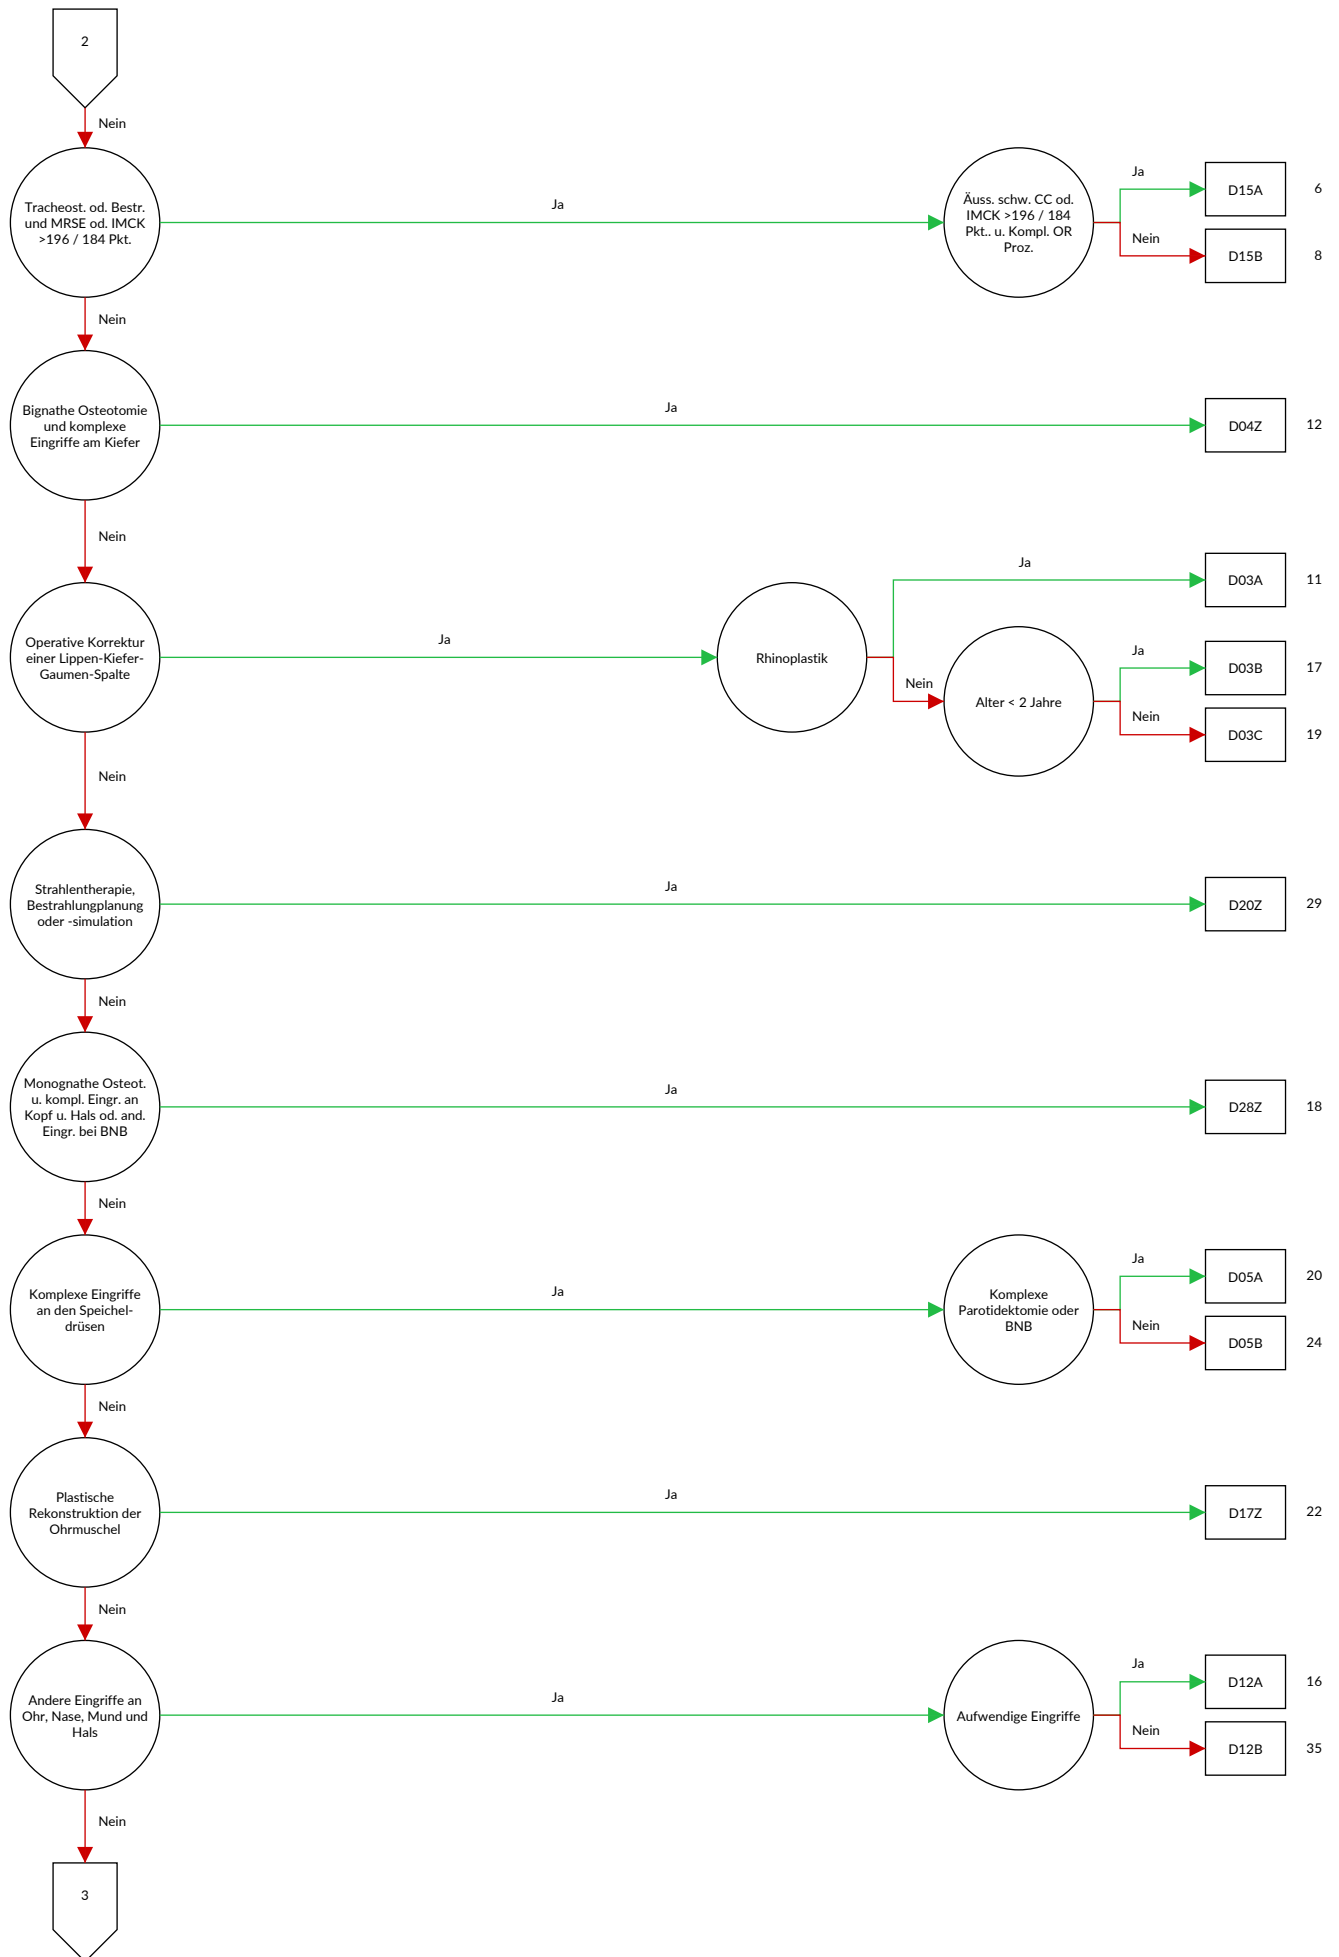 2
Nein
Tracheost. od. Bestr.
und MRSE od. IMCK
>196 / 184 Pkt.
Ja
Äuss. schw. CC od.
IMCK >196 / 184
Pkt.. u. Kompl. OR
Proz.
Ja
D15A
6
Nein
D15B
8
Nein
Bignathe Osteotomie
und komplexe
Eingriffe am Kiefer
Ja
D04Z
12
Nein
Operative Korrektur
einer Lippen-Kiefer-
Gaumen-Spalte
Ja
Rhinoplastik
Ja
D03A
11
Nein
Alter < 2 Jahre
Ja
D03B
17
Nein
D03C
19
Nein
Strahlentherapie,
Bestrahlungplanung
oder -simulation
Ja
D20Z
29
Nein
Monognathe Osteot.
u. kompl. Eingr. an
Kopf u. Hals od. and.
Eingr. bei BNB
Ja
D28Z
18
Nein
Komplexe Eingriffe
an den Speichel-
drüsen
Ja
Komplexe
Parotidektomie oder
BNB
Ja
D05A
20
Nein
D05B
24
Nein
Plastische
Rekonstruktion der
Ohrmuschel
Ja
D17Z
22
Nein
Andere Eingriffe an
Ohr, Nase, Mund und
Hals
Ja
Aufwendige Eingriffe
Ja
D12A
16
Nein
D12B
35
Nein
3